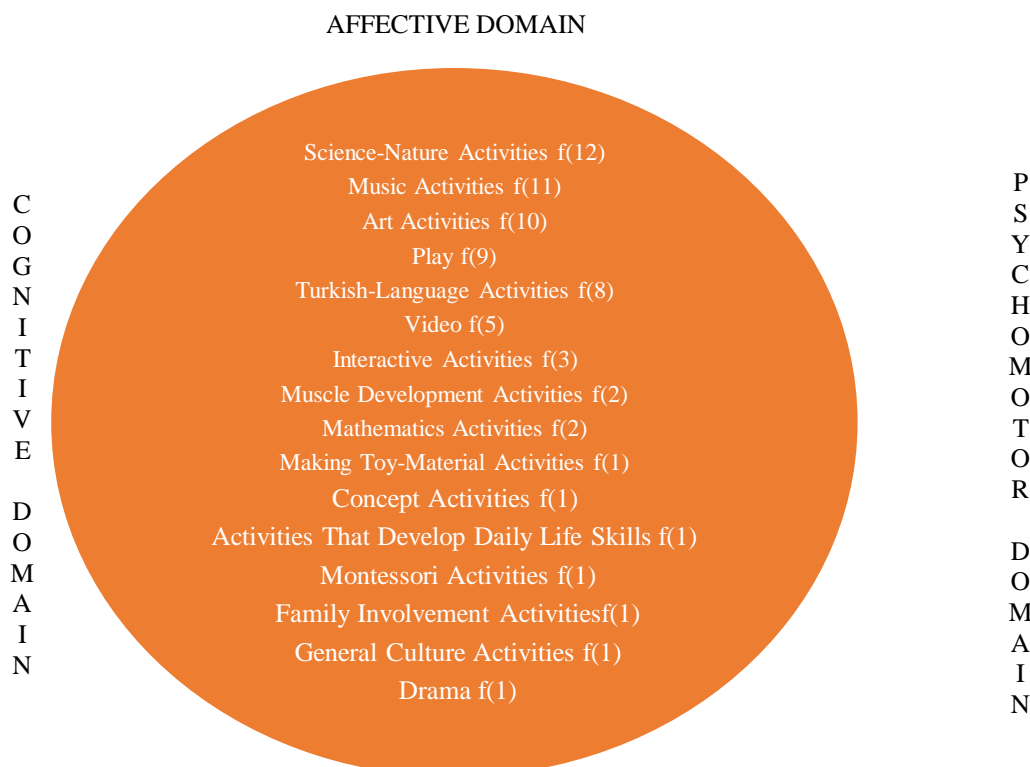 AFFECTIVE DOMAIN
COGNITIVE DOMAIN
Science-Nature Activities f(12)
Music Activities f(11)
Art Activities f(10)
Play f(9)
Turkish-Language Activities f(8)
Video f(5)
Interactive Activities f(3)
Muscle Development Activities f(2)
Mathematics Activities f(2)
Making Toy-Material Activities f(1)
Concept Activities f(1)
Activities That Develop Daily Life Skills f(1)
Montessori Activities f(1)
Family Involvement Activitiesf(1)
General Culture Activities f(1)
Drama f(1)
PSYCHOMOTOR DOMAIN